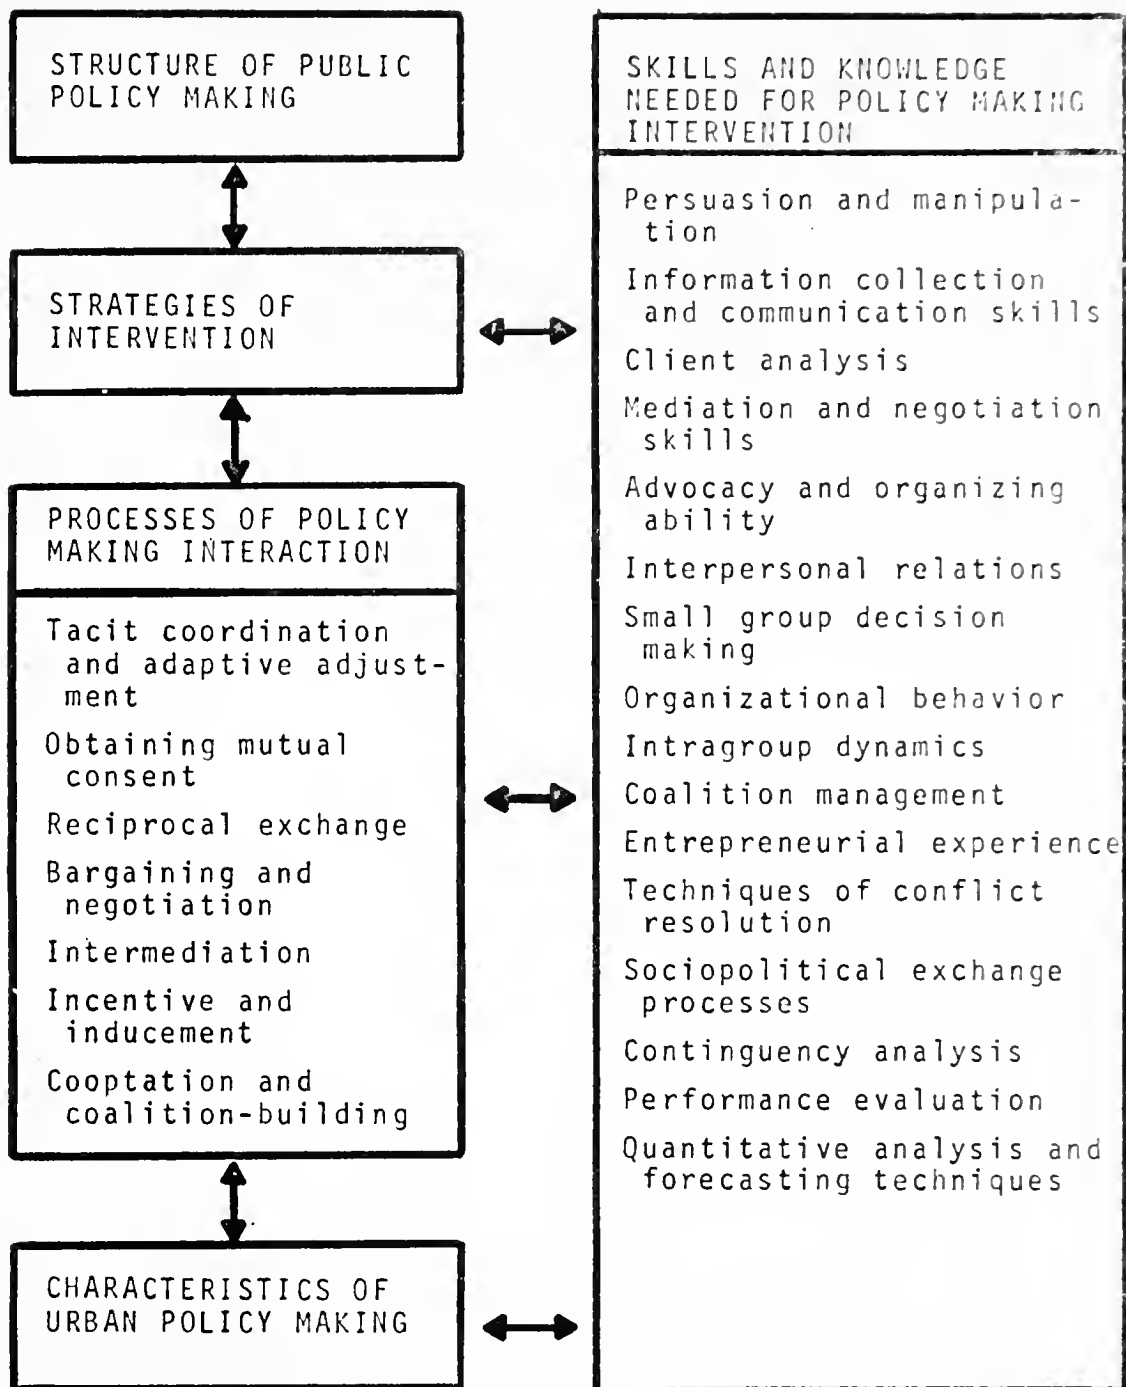 STRUCTURE OF PUBLIC
POLICY MAKING
STRATEGIES OF
INTERVENTION
PROCESSES OF POLICY
MAKING INTERACTION
Tacit coordination
and adaptive adjust-
ment
Obtaining mutual
consent
Reciprocal exchange
Bargaining and
negotiation
Intermediation
Incentive and
inducement
Cooptation and
coalition-building
CHARACTERISTICS OF
URBAN POLICY MAKING
SKILLS AND KNOWLEDGE
NEEDED FOR POLICY MAKING
INTERVENTION
Persuasion and manipula-
tion
Information collection
and communication skills
Client analysis
Mediation and negotiation
skills
Advocacy and organizing
ability
Interpersonal relations
Small group decision
making
Organizational behavior
Intragroup dynamics
Coalition management
Entrepreneurial experience
Techniques of conflict
resolution
Sociopolitical exchange
processes
Continguency analysis
Performance evaluation
Quantitative analysis and
forecasting techniques